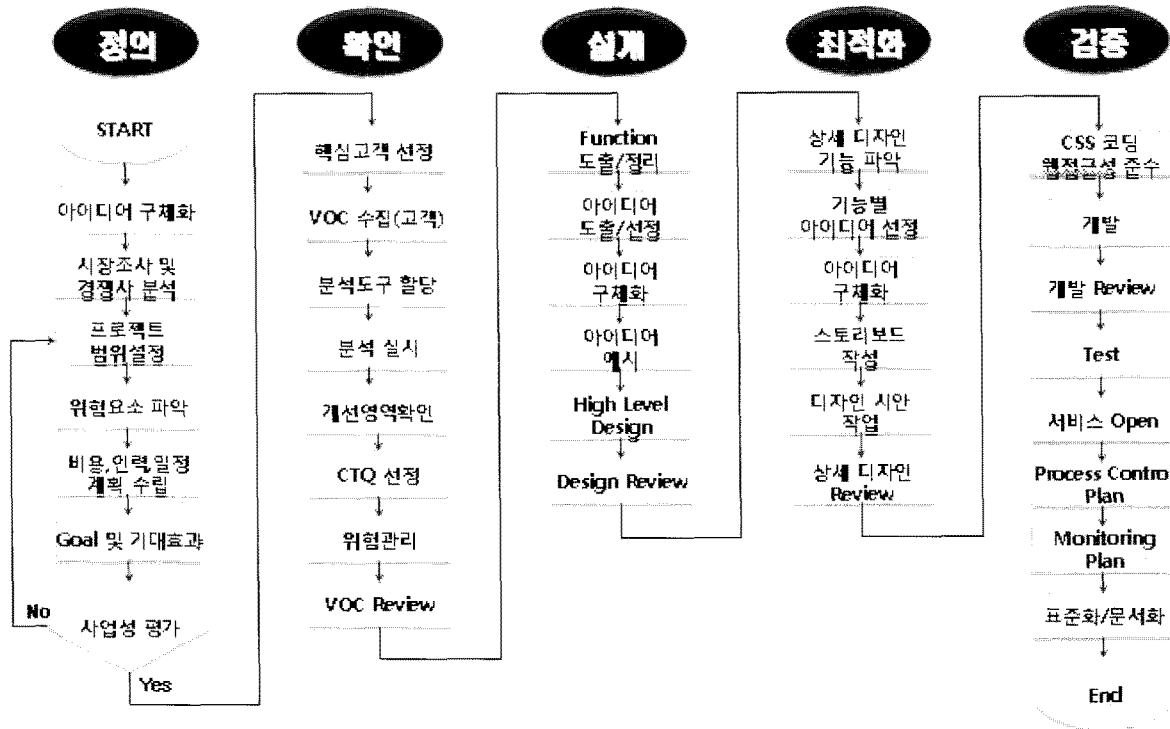 정의
START
아이디어 구체화
시장조사 및
경쟁사 분석
프로젝트
범위설정
위험요소 파악
비용,인력,일정
계획 수립
Goal 및 기대효과
No
사업성 평가
Yes
확인
핵심고객 선정
VOC 수집(고객)
분석도구 할당
분석 실시
개선영역확인
CTQ 선정
위험관리
VOC Review
설계
Function
도출/정리
아이디어
도출/선정
아이디어
구체화
아이디어
예시
High Level
Design
Design Review
최적화
상세 디자인
기능 파악
기능별
아이디어 선정
아이디어
구체화
스토리보드
작성
디자인 시안
작업
상세 디자인
Review
검증
CSS 코딩
웹접근성 준수
개발
개발 Review
Test
서비스 Open
Process Contro
Plan
Monitoring
Plan
표준화/문서화
End